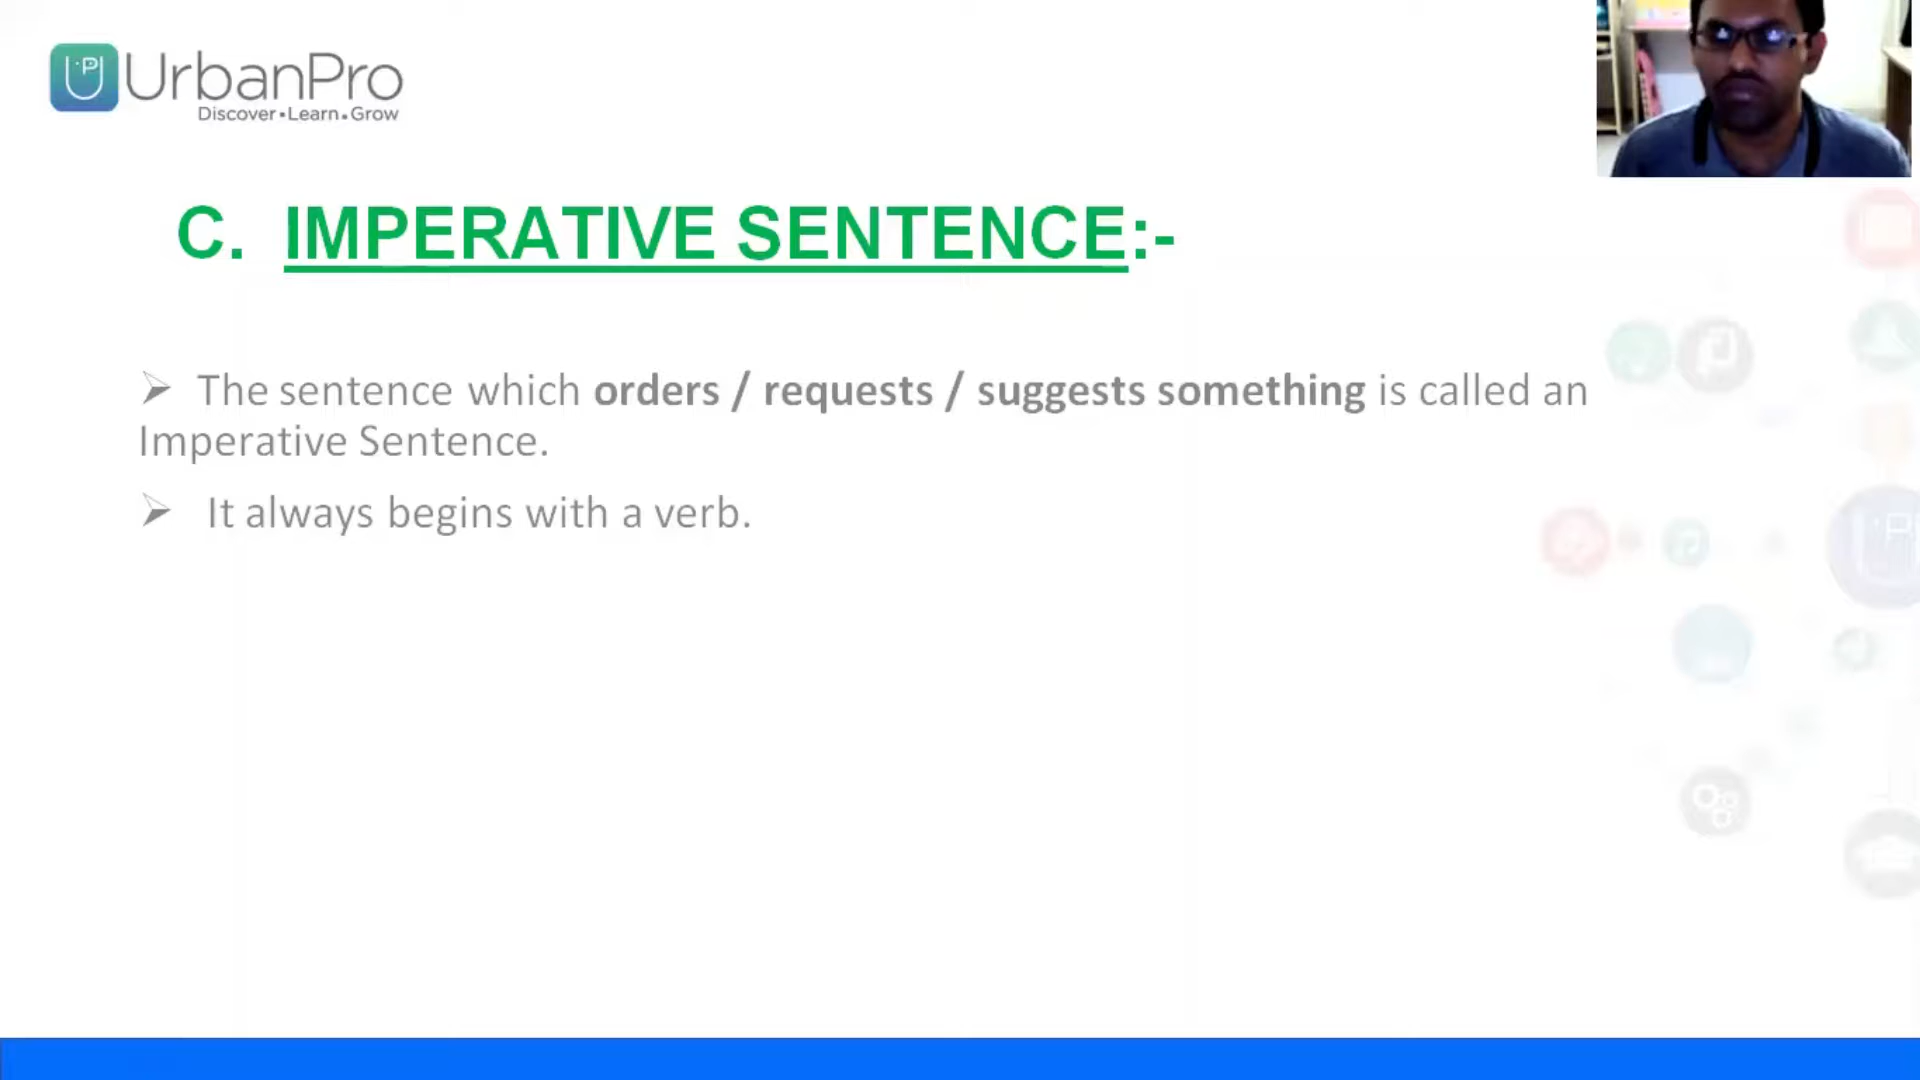 UrbanPro
Discover•Learn•Grow
C. IMPERATIVE SENTENCE:-
➢ The sentence which orders / requests / suggests something is called an
Imperative Sentence.
➢ It always begins with a verb.